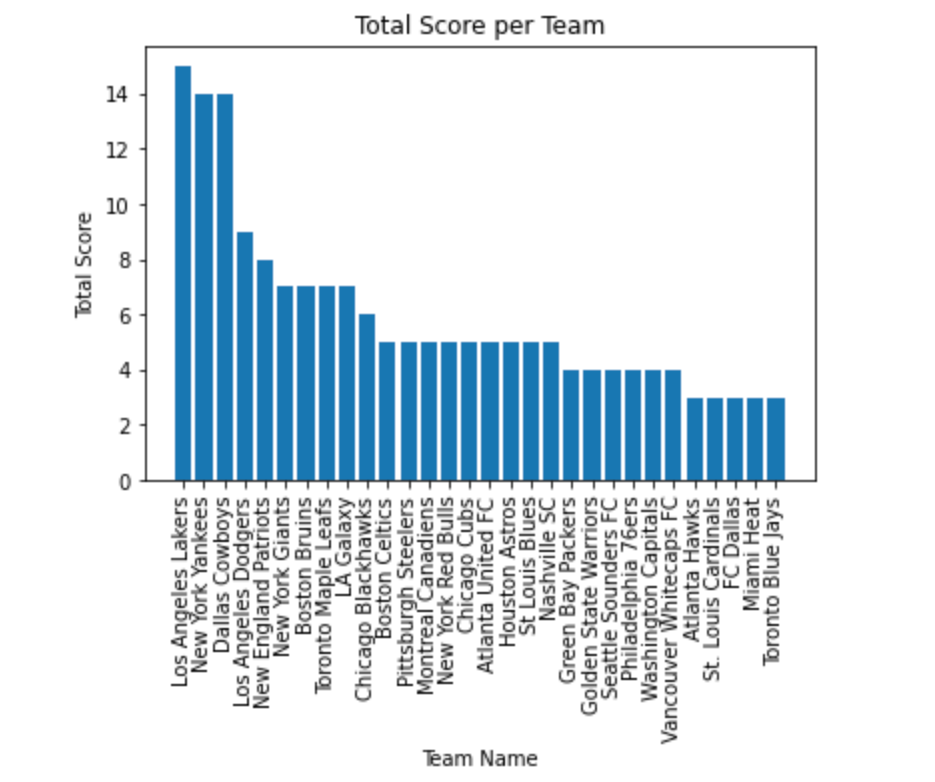 Total Score per Team
Total Score
14
12
10
8
6
4
2
0
Los Angeles Lakers
New York Yankees
Dallas Cowboys
Los Angeles Dodgers
New England Patriots
New York Giants
Boston Bruins
Toronto Maple Leafs
LA Galaxy
Chicago Blackhawks
Boston Celtics
Pittsburgh Steelers
Montreal Canadiens
New York Red Bulls
Chicago Cubs
Atlanta United FC
Houston Astros
St Louis Blues
Nashville SC
Green Bay Packers
Golden State Warriors
Seattle Sounders FC
Philadelphia 76ers
Washington Capitals
Vancouver Whitecaps FC
Atlanta Hawks
St. Louis Cardinals
FC Dallas
Miami Heat
Toronto Blue Jays
Team Name